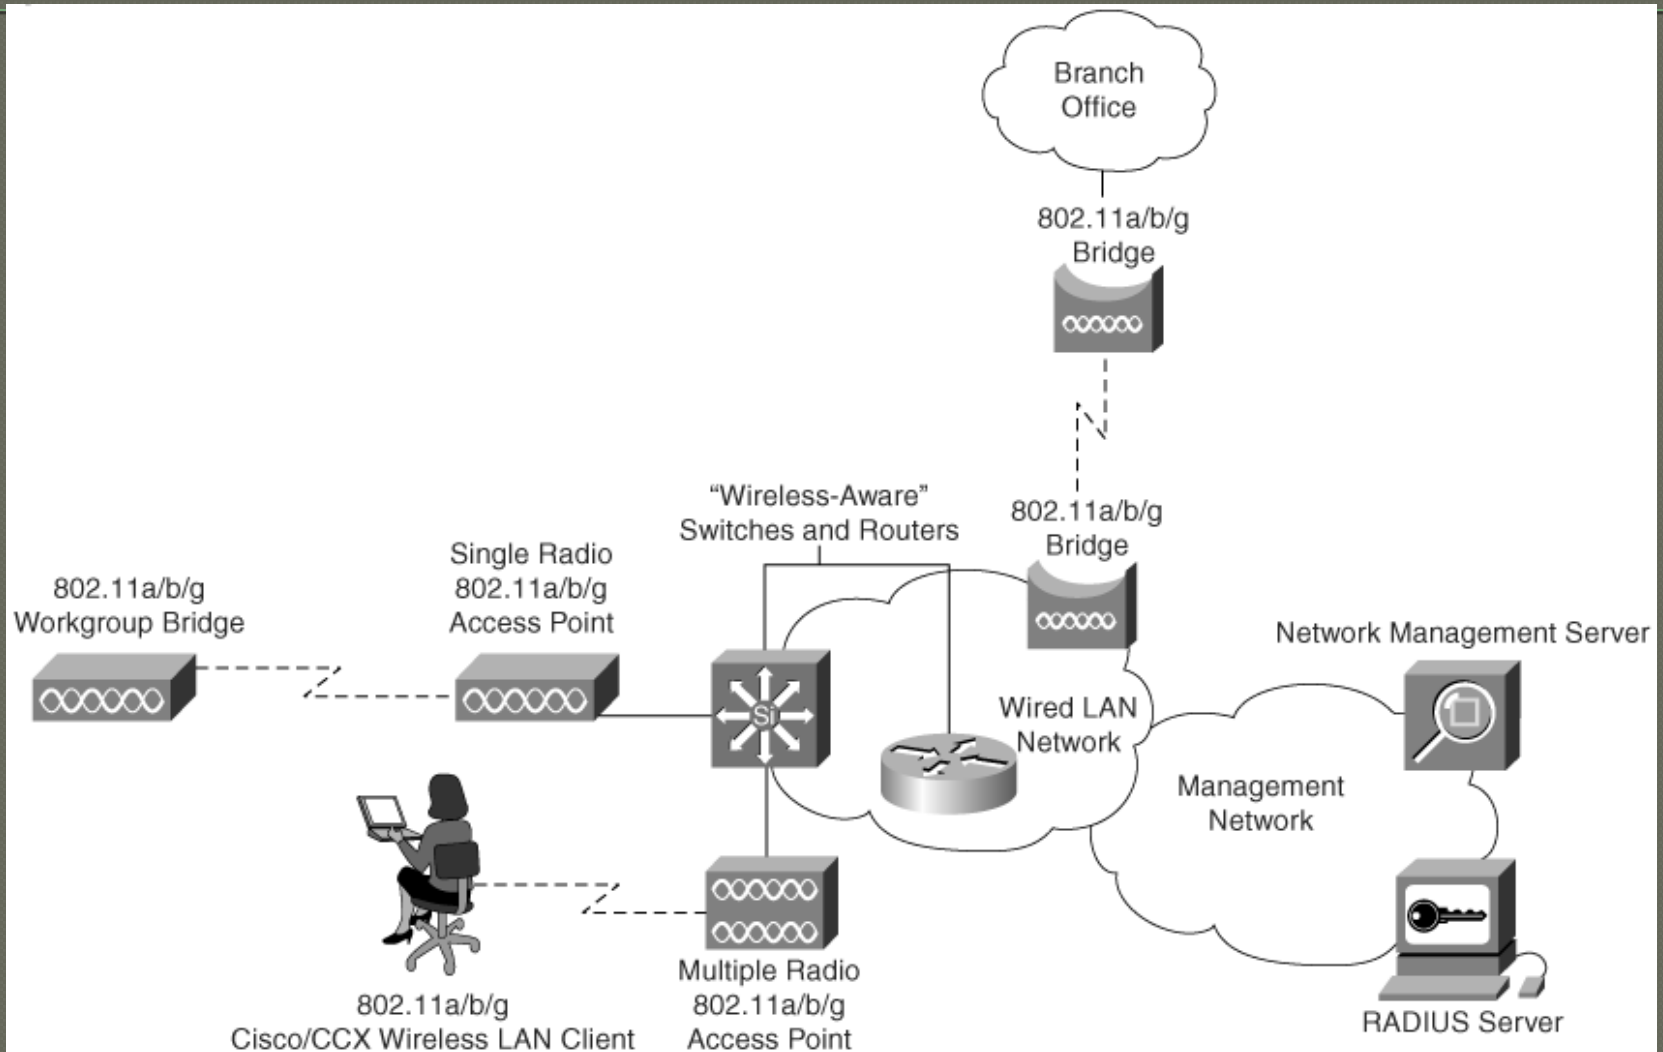 Branch
Office
802.11a/b/g
Bridge
“Wireless-Aware”
Switches and Routers
802.11a/b/g
Bridge
Single Radio
802.11a/b/g
Access Point
802.11a/b/g
Workgroup Bridge
Network Management Server
Si
Wired LAN
Network
Management
Network
Multiple Radio
802.11a/b/g
Access Point
802.11a/b/g
Cisco/CCX Wireless LAN Client
RADIUS Server